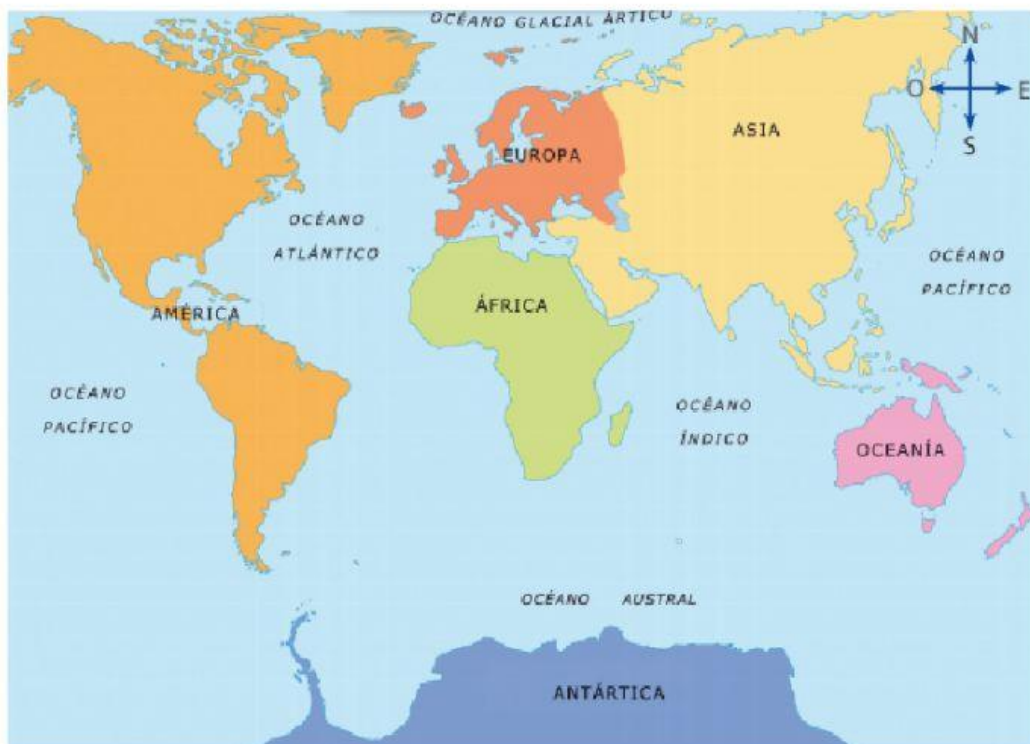 OCÉANO GLACIAL ÁRTICO
N
O
E
S
ASIA
EUROPA
OCÉANO
ATLÁNTICO
OCÉANO
PACÍFICO
AMÉRICA
ÁFRICA
OCÉANO
PACÍFICO
OCÉANO
ÍNDICO
OCEANÍA
OCÉANO AUSTRAL
ANTÁRTICA